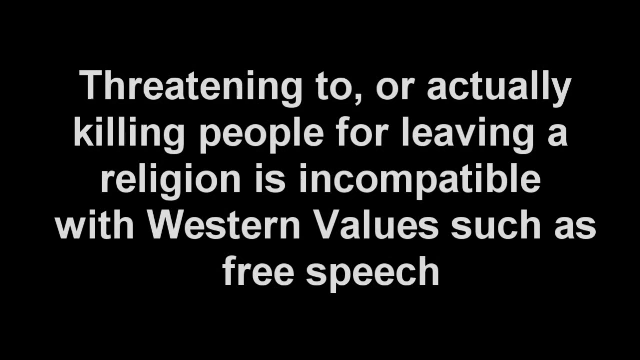 Threatening to, or actually
killing people for leaving a
religion is incompatible
with Western Values such as
free speech